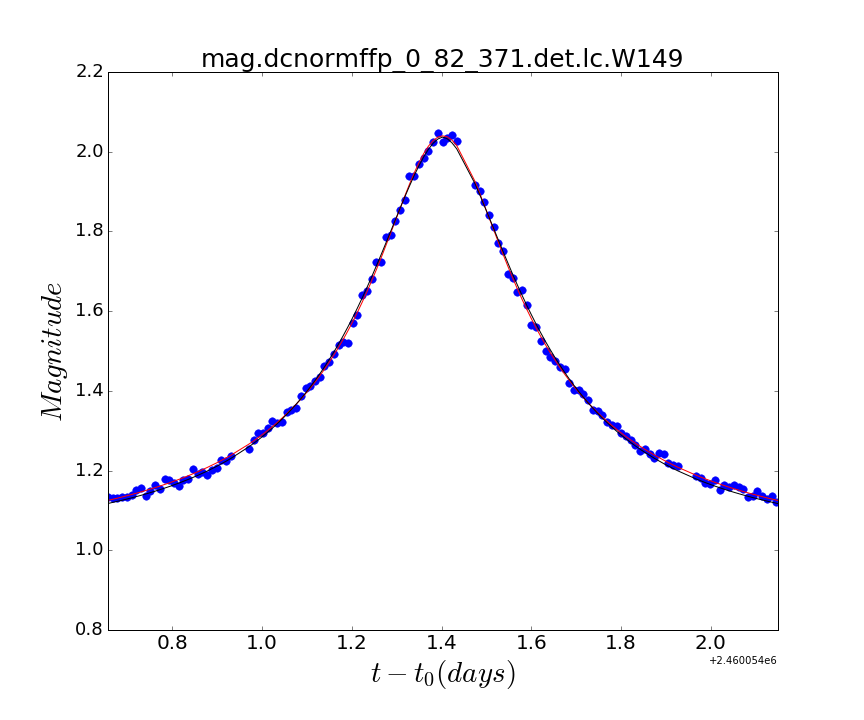 mag.dcnormffp_0_82_371.det.lc.W149
2.2
2.0
1.8
1.6
1.4
1.2
1.0
0.8
Magnitude
0.8 1.0 1.2 1.4 1.6 1.8 2.0
+2.460054e6
t − t₀(days)